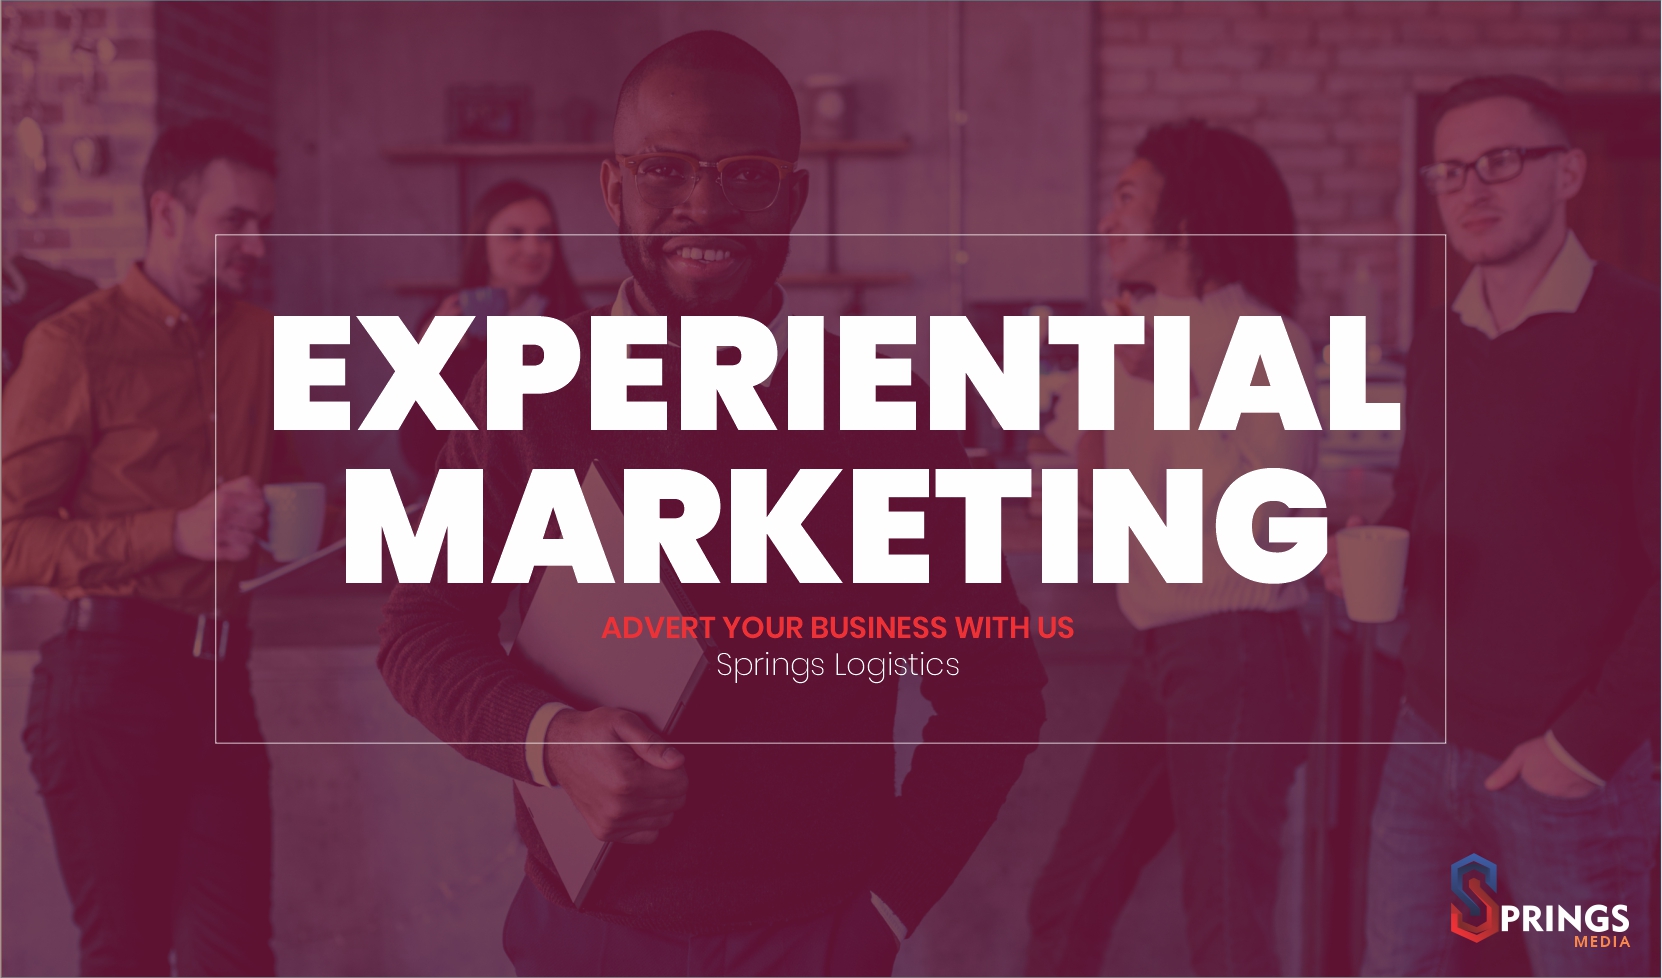 EXPERIENTIAL
MARKETING
ADVERT YOUR BUSINESS WITH US
Springs Logistics
SPRINGS
MEDIA